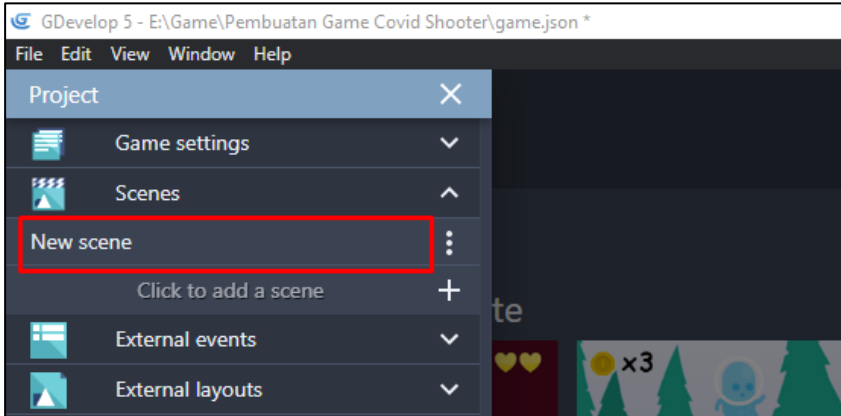 GDevelop 5 - E:\Game\Pembuatan Game Covid Shooter\game.json *
File Edit View Window Help
Project
Game settings
Scenes
New scene
Click to add a scene
te
External events
x3
External layouts